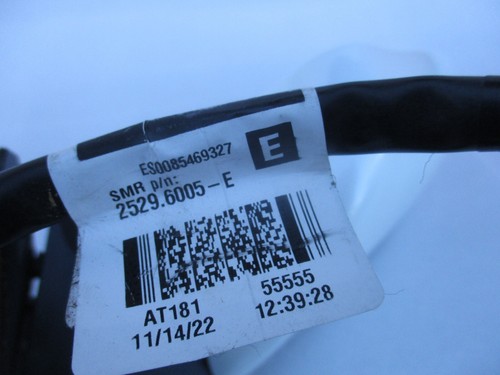 ES0085469327
E
SMR p/n:
2529.6005-E
AT181 55555
11/14/22 12:39:28